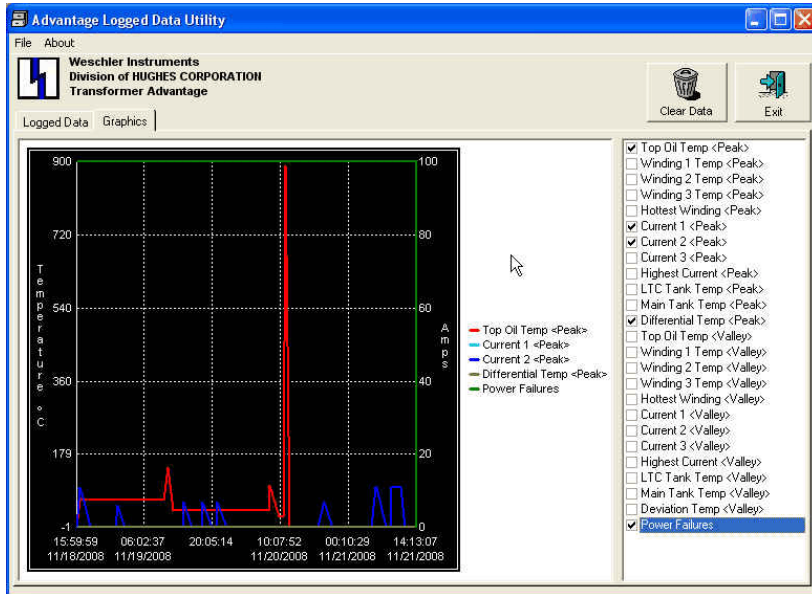 Advantage Logged Data Utility
File About
Weschler Instruments
Division of HUGHES CORPORATION
Transformer Advantage
Clear Data
Exit
Logged Data
Graphics
900
720
540
360
179
-1
Temperature °C
100
80
60
40
20
0
Amps
15:59:59 06:02:37 20:05:14 10:07:52 00:10:29 14:13:07
11/18/2008 11/19/2008 11/20/2008 11/21/2008 11/21/2008
Top Oil Temp <Peak>
Current 1 <Peak>
Current 2 <Peak>
Differential Temp <Peak>
Power Failures
Top Oil Temp <Peak>
Winding 1 Temp <Peak>
Winding 2 Temp <Peak>
Winding 3 Temp <Peak>
Hottest Winding <Peak>
Current 1 <Peak>
Current 2 <Peak>
Current 3 <Peak>
Highest Current <Peak>
LTC Tank Temp <Peak>
Main Tank Temp <Peak>
Differential Temp <Peak>
Top Oil Temp <Valley>
Winding 1 Temp <Valley>
Winding 2 Temp <Valley>
Winding 3 Temp <Valley>
Hottest Winding <Valley>
Current 1 <Valley>
Current 2 <Valley>
Current 3 <Valley>
Highest Current <Valley>
LTC Tank Temp <Valley>
Main Tank Temp <Valley>
Deviation Temp <Valley>
Power Failures